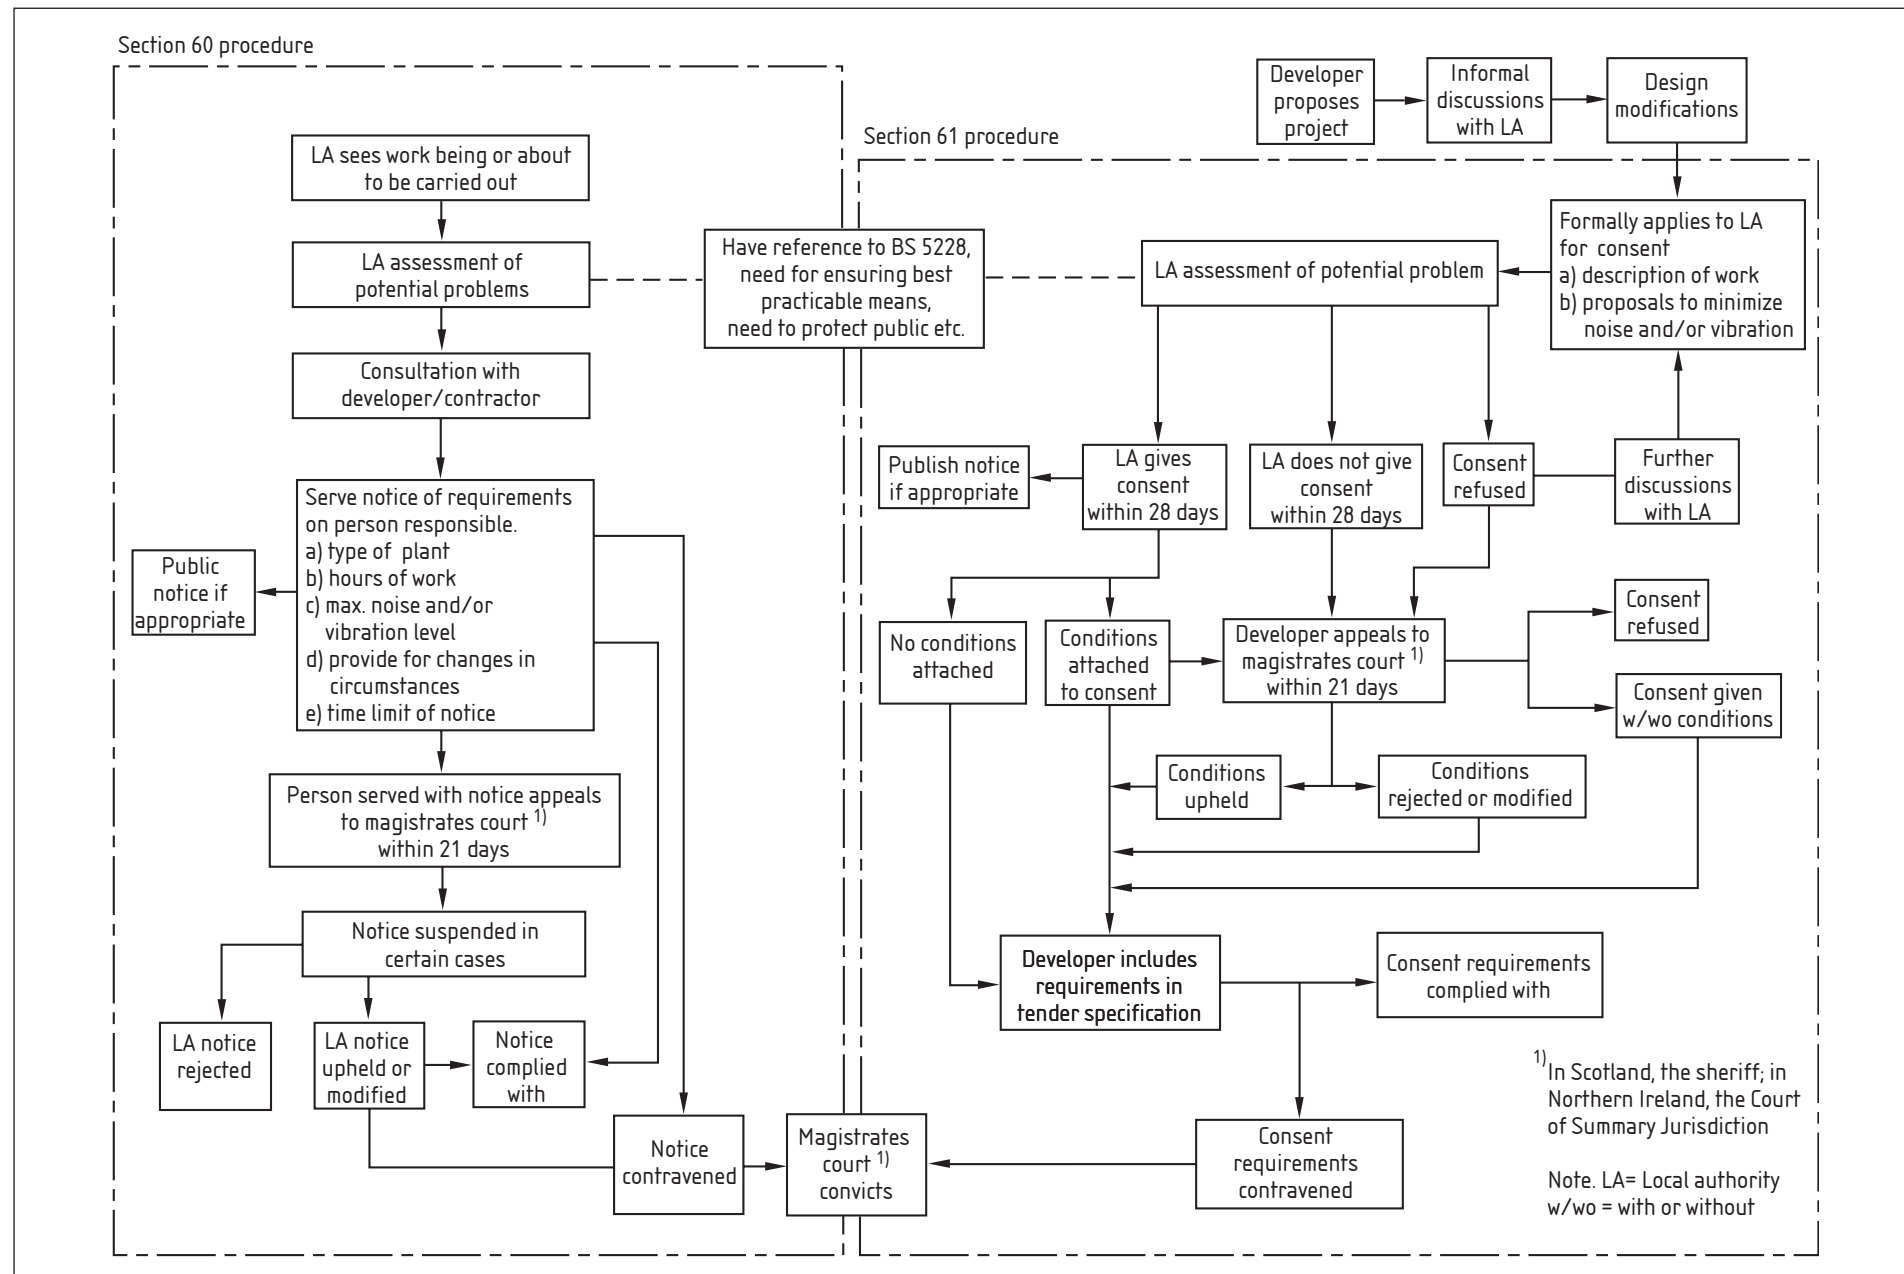 Section 60 procedure
LA sees work being or about
to be carried out
LA assessment of
potential problems
Consultation with
developer/contractor
Serve notice of requirements
on person responsible.
a) type of plant
b) hours of work
c) max. noise and/or
vibration level
d) provide for changes in
circumstances
e) time limit of notice
Public
notice if
appropriate
Person served with notice appeals
to magistrates court 1)
within 21 days
Notice suspended in
certain cases
LA notice
rejected
LA notice
upheld or
modified
Notice
complied
with
Notice
contravened
Magistrates
court 1)
convicts
Have reference to BS 5228,
need for ensuring best
practicable means,
need to protect public etc.
Section 61 procedure
Developer
proposes
project
Informal
discussions
with LA
Design
modifications
Formally applies to LA
for consent
a) description of work
b) proposals to minimize
noise and/or vibration
LA assessment of potential problem
Publish notice
if appropriate
LA gives
consent
within 28 days
LA does not give
consent
within 28 days
Consent
refused
Further
discussions
with LA
No conditions
attached
Conditions
attached
to consent
Developer appeals to
magistrates court 1)
within 21 days
Consent
refused
Consent given
w/wo conditions
Conditions
upheld
Conditions
rejected or modified
Developer includes
requirements in
tender specification
Consent requirements
complied with
Consent
requirements
contravened
1) In Scotland, the sheriff; in
Northern Ireland, the Court
of Summary Jurisdiction
Note. LA= Local authority
w/wo = with or without